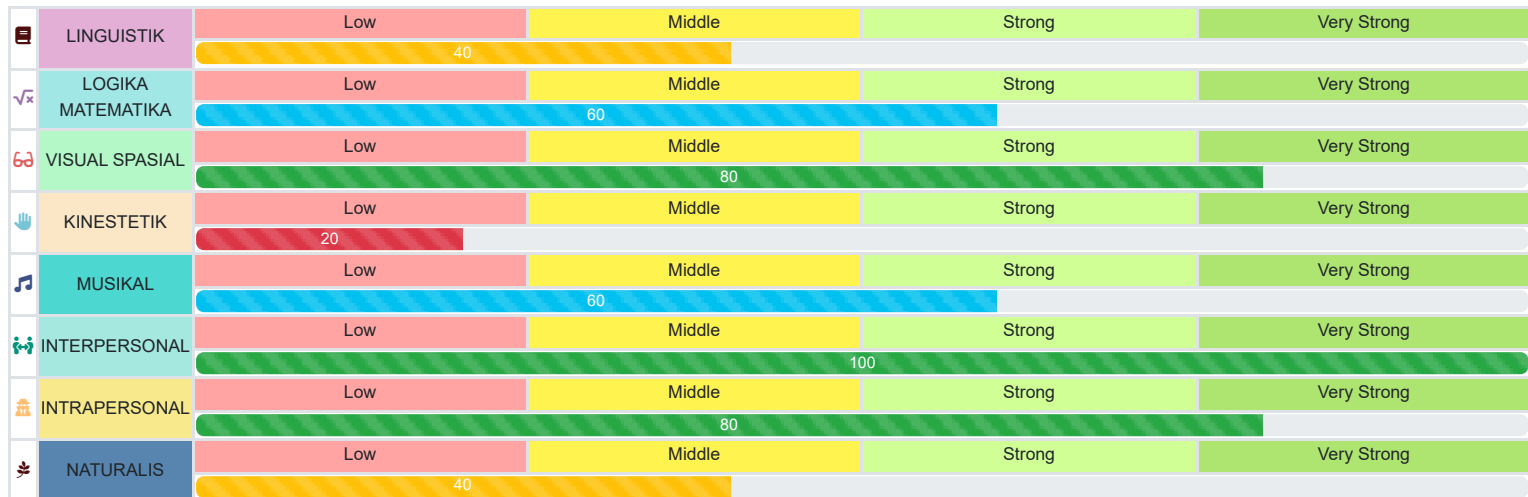 Low Middle Strong Very Strong
LINGUISTIK
40
LOGIKA
MATEMATIKA
Low Middle Strong Very Strong
60
Low Middle Strong Very Strong
VISUAL SPASIAL
80
Low Middle Strong Very Strong
KINESTETIK
20
Low Middle Strong Very Strong
MUSIKAL
60
Low Middle Strong Very Strong
INTERPERSONAL
100
Low Middle Strong Very Strong
INTRAPERSONAL
80
Low Middle Strong Very Strong
NATURALIS
40